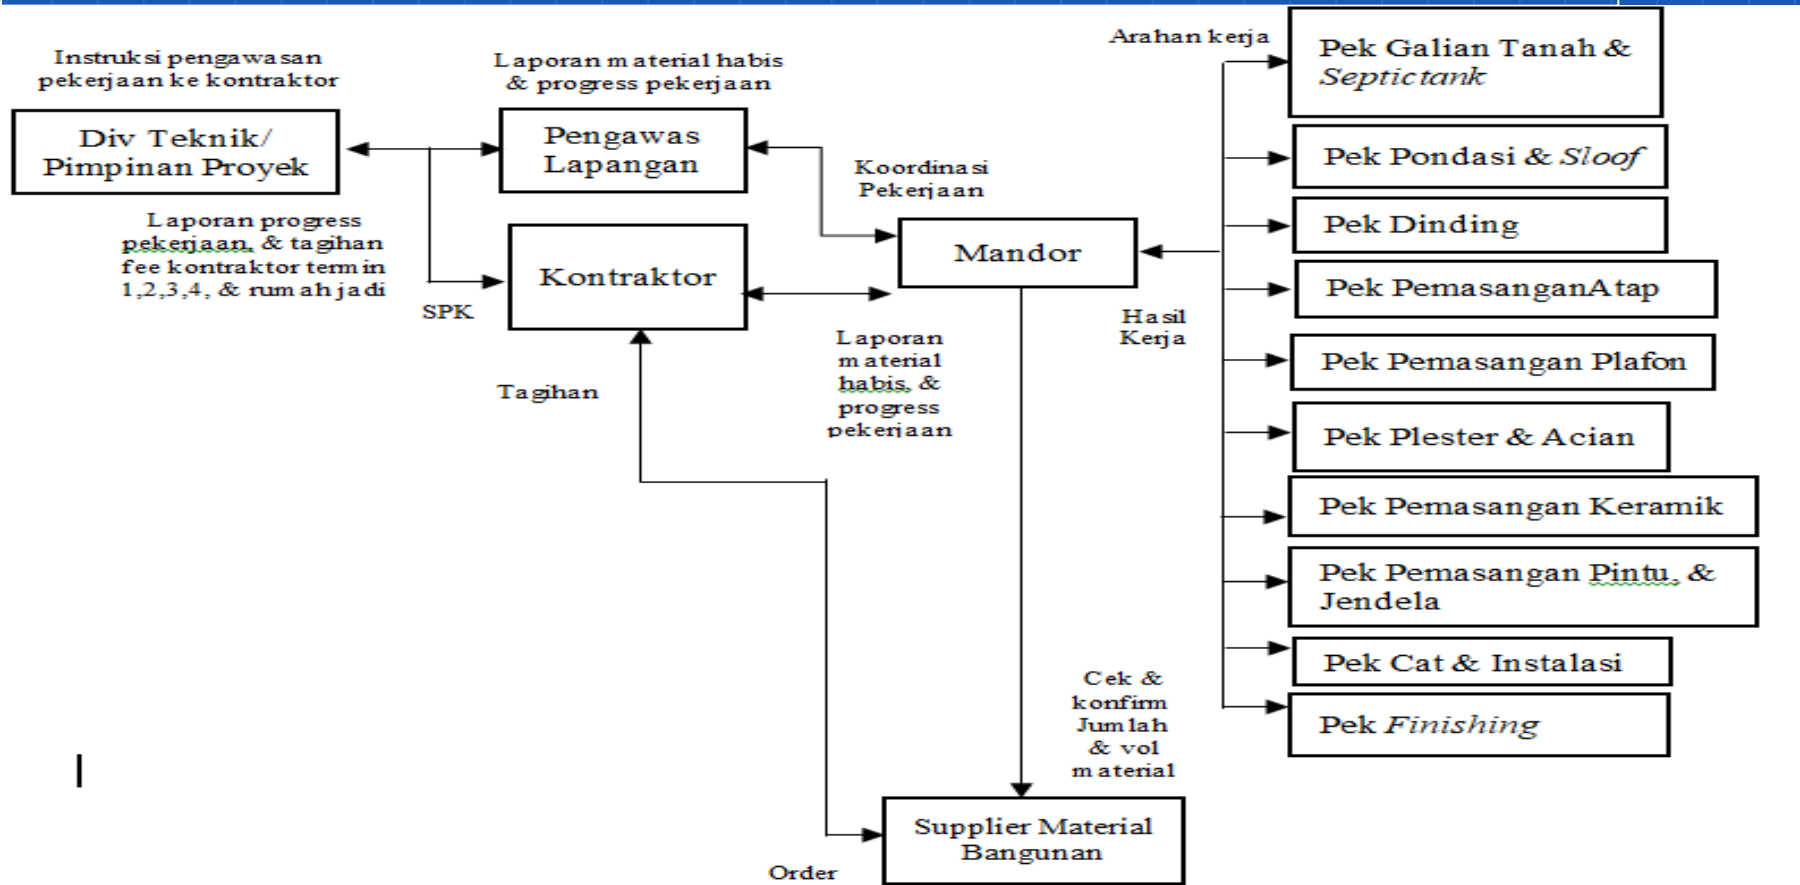 Instruksi pengawasan
pekerjaan ke kontraktor
Laporan material habis
& progress pekerjaan
Div Teknik/
Pimpinan Proyek
Pengawas
Lapangan
Laporan progress
pekerjaan, & tagihan
fee kontraktor termin
1,2,3,4, & rumah jadi
SPK
Kontraktor
Koordinasi
Pekerjaan
Mandor
Tagihan
Laporan
material
habis, &
progress
pekerjaan
Arahan kerja
Hasil
Kerja
Pek Galian Tanah &
Septictank
Pek Pondasi & Sloof
Pek Dinding
Pek PemasanganAtap
Pek Pemasangan Plafon
Pek Plester & Acian
Pek Pemasangan Keramik
Pek Pemasangan Pintu, &
Jendela
Pek Cat & Instalasi
Pek Finishing
Cek &
konfirm
Jumlah
& vol
material
Supplier Material
Bangunan
Order